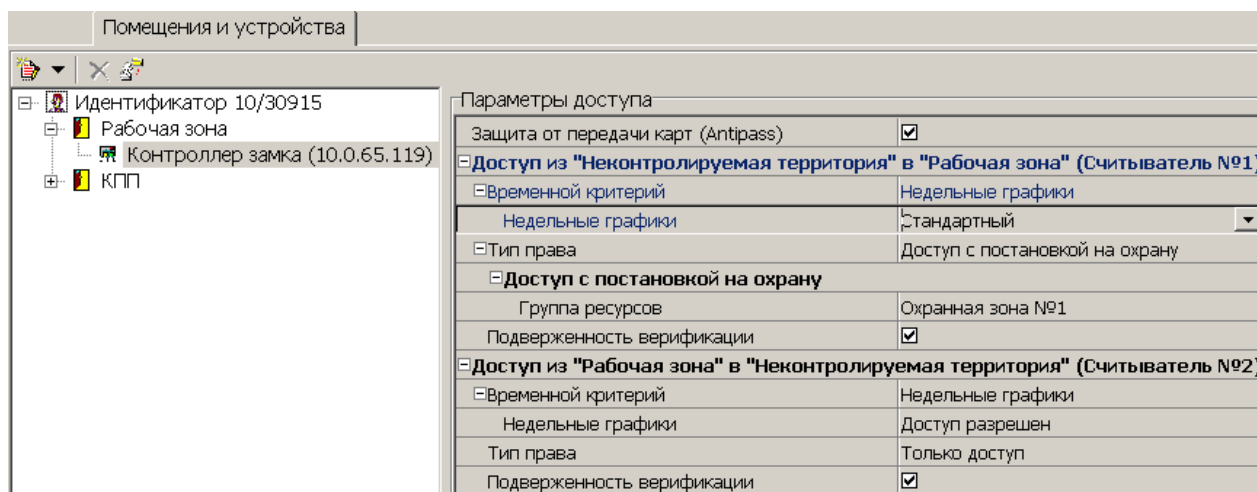 Помещения и устройства
Идентификатор 10/30915
Рабочая зона
Контроллер замка (10.0.65.119)
КПП
Параметры доступа
Защита от передачи карт (Antipass)
Доступ из "Неконтролируемая территория" в "Рабочая зона" (Считыватель №1)
Временной критерий Недельные графики
Недельные графики Стандартный
Тип права Доступ с постановкой на охрану
Доступ с постановкой на охрану
Группа ресурсов Охранная зона №1
Подверженность верификации
Доступ из "Рабочая зона" в "Неконтролируемая территория" (Считыватель №2)
Временной критерий Недельные графики
Недельные графики Доступ разрешен
Тип права Только доступ
Подверженность верификации